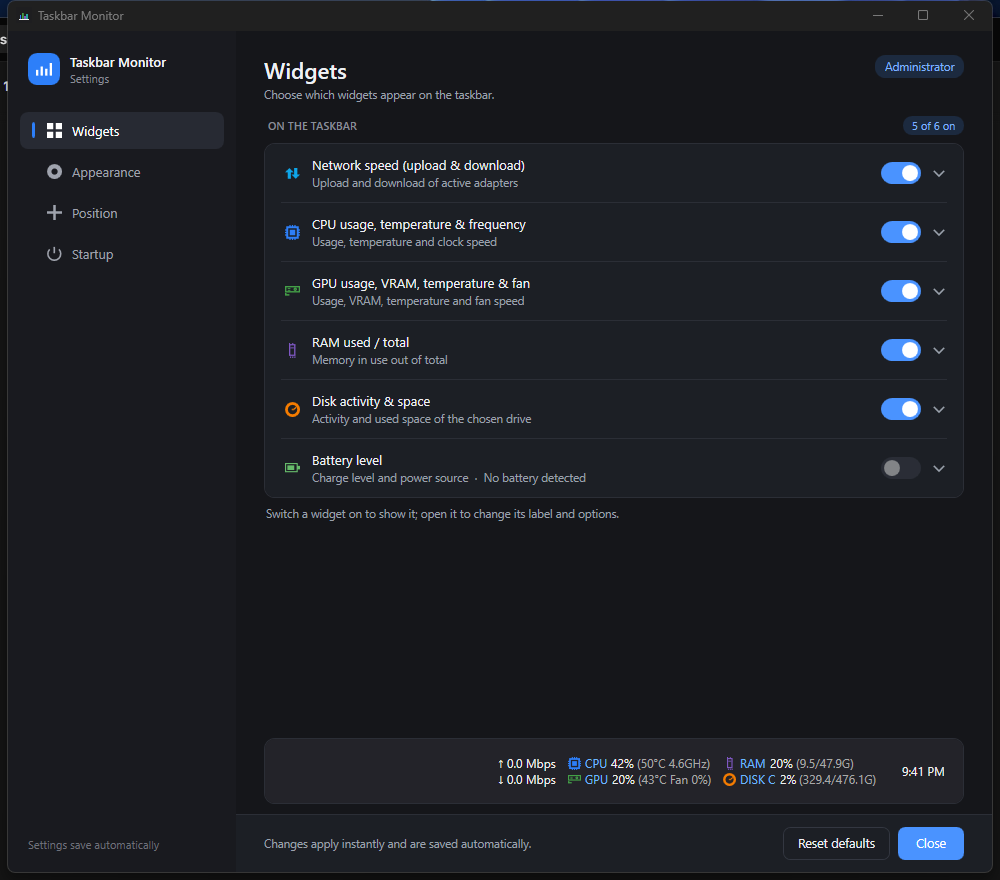 Taskbar Monitor
Taskbar Monitor
Settings
Widgets
Appearance
Position
Startup
Settings save automatically
Widgets
Administrator
Choose which widgets appear on the taskbar.
ON THE TASKBAR
5 of 6 on
Network speed (upload & download)
Upload and download of active adapters
CPU usage, temperature & frequency
Usage, temperature and clock speed
GPU usage, VRAM, temperature & fan
Usage, VRAM, temperature and fan speed
RAM used / total
Memory in use out of total
Disk activity & space
Activity and used space of the chosen drive
Battery level
Charge level and power source · No battery detected
Switch a widget on to show it; open it to change its label and options.
↑ 0.0 Mbps CPU 42% (50°C 4.6GHz) RAM 20% (9.5/47.9G)
↓ 0.0 Mbps GPU 20% (43°C Fan 0%) DISK C 2% (329.4/476.1G)
9:41 PM
Changes apply instantly and are saved automatically.
Reset defaults
Close